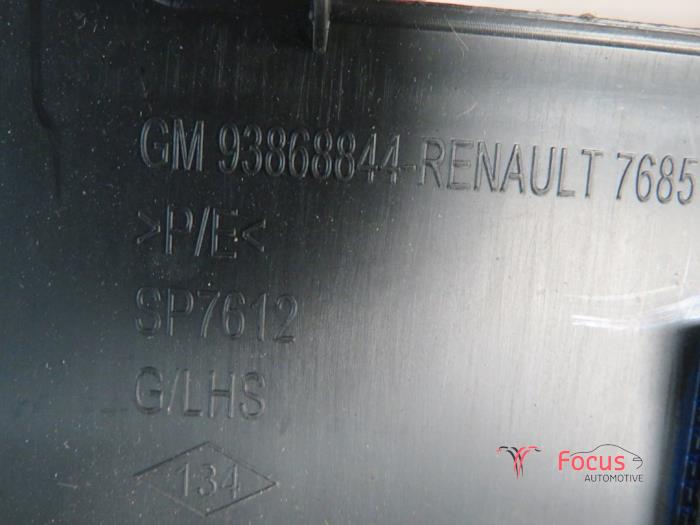 GM 93868844-RENAULT 7685
>P/E<
SP7612
G/LHS
134
Focus
AUTOMOTIVE